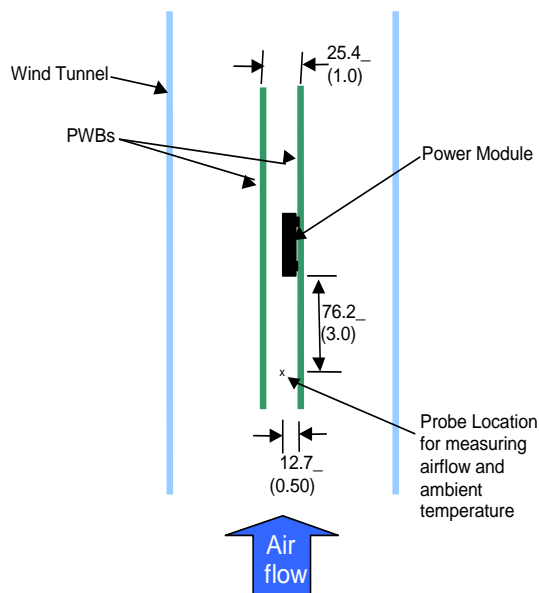 25.4_
(1.0)
Wind Tunnel
PWBs
Power Module
76.2_
(3.0)
x
Probe Location
for measuring
airflow and
ambient
temperature
12.7_
(0.50)
Air
flow